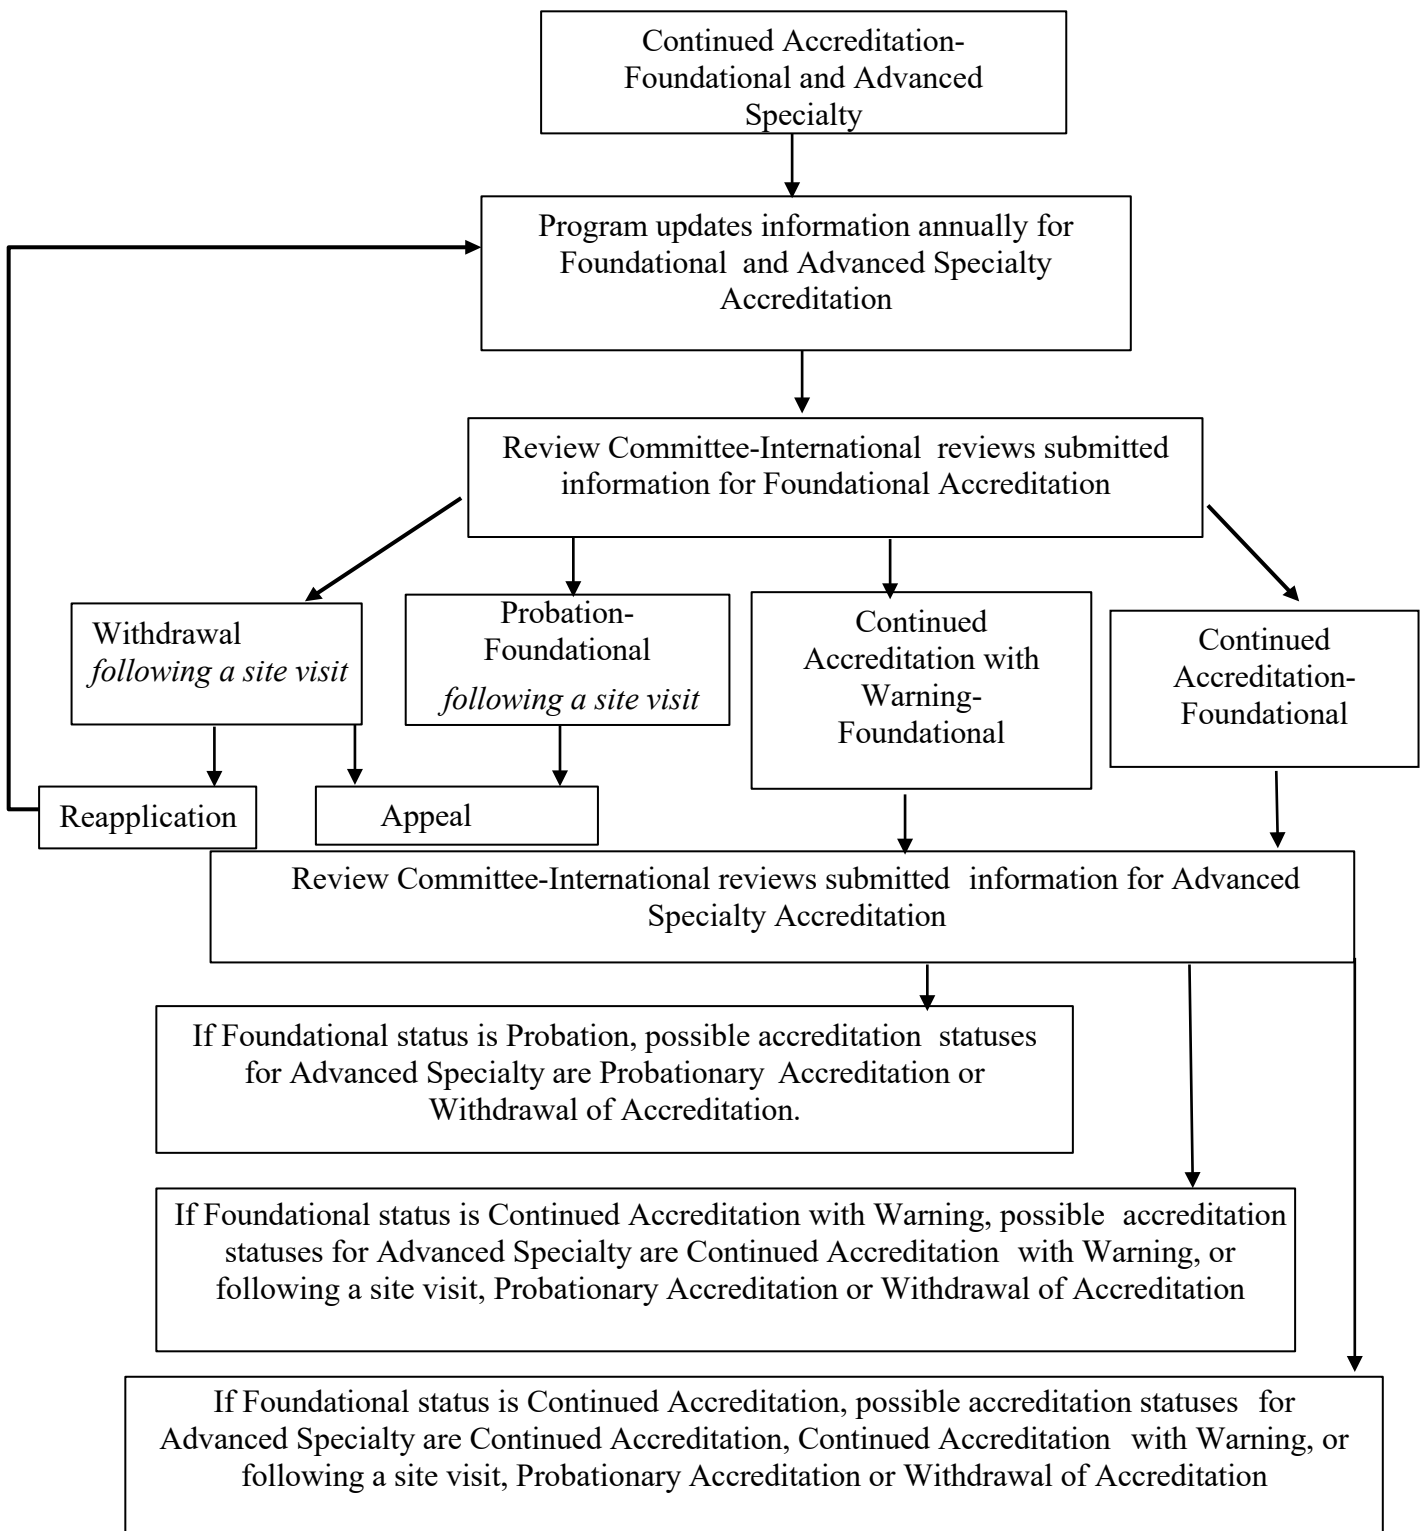 Continued Accreditation-
Foundational and Advanced
Specialty
Program updates information annually for
Foundational and Advanced Specialty
Accreditation
Review Committee-International reviews submitted
information for Foundational Accreditation
Withdrawal
following a site visit
Probation-
Foundational
following a site visit
Continued
Accreditation with
Warning-
Foundational
Continued
Accreditation-
Foundational
Reapplication
Appeal
Review Committee-International reviews submitted information for Advanced
Specialty Accreditation
If Foundational status is Probation, possible accreditation statuses
for Advanced Specialty are Probationary Accreditation or
Withdrawal of Accreditation.
If Foundational status is Continued Accreditation with Warning, possible accreditation
statuses for Advanced Specialty are Continued Accreditation with Warning, or
following a site visit, Probationary Accreditation or Withdrawal of Accreditation
If Foundational status is Continued Accreditation, possible accreditation statuses for
Advanced Specialty are Continued Accreditation, Continued Accreditation with Warning, or
following a site visit, Probationary Accreditation or Withdrawal of Accreditation